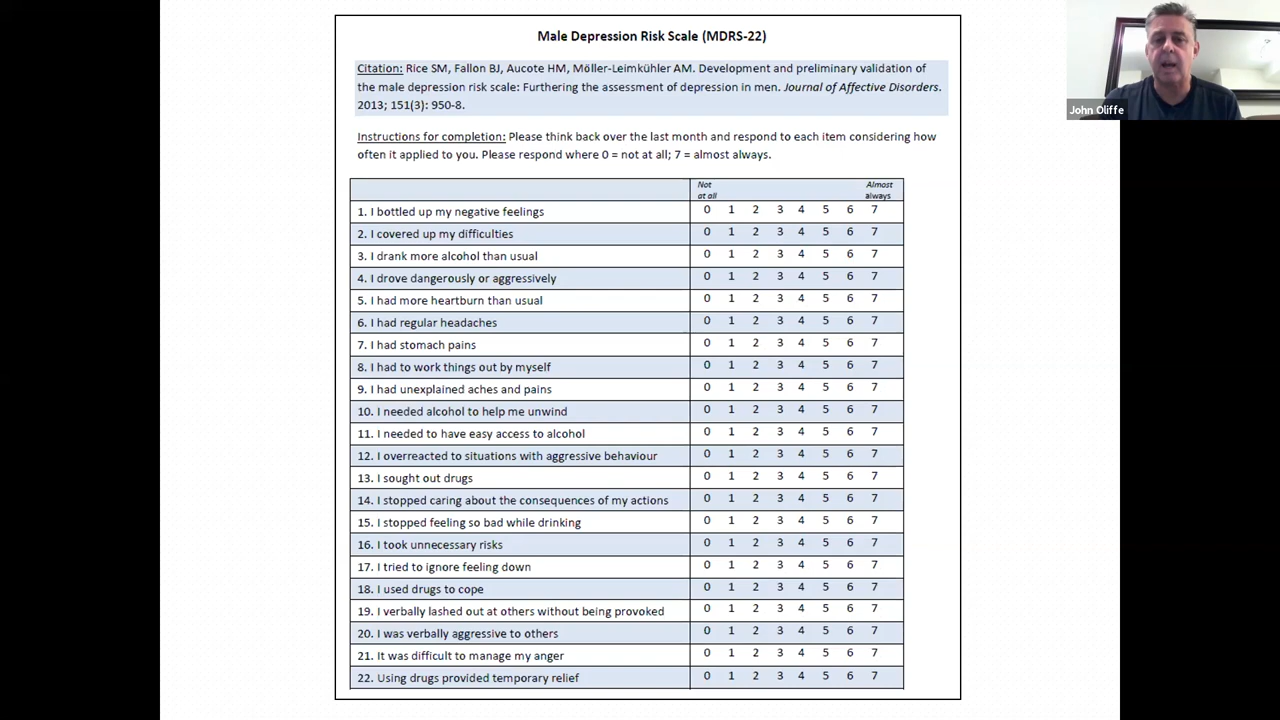 Male Depression Risk Scale (MDRS-22)
John Oliffe
Citation: Rice SM, Fallon BJ, Aucote HM, Möller-Leimkühler AM. Development and preliminary validation of
the male depression risk scale: Furthering the assessment of depression in men. Journal of Affective Disorders.
2013; 151(3): 950-8.
Instructions for completion: Please think back over the last month and respond to each item considering how
often it applied to you. Please respond where 0 = not at all; 7 = almost always.
Not at all Almost always
1. I bottled up my negative feelings 0 1 2 3 4 5 6 7
2. I covered up my difficulties 0 1 2 3 4 5 6 7
3. I drank more alcohol than usual 0 1 2 3 4 5 6 7
4. I drove dangerously or aggressively 0 1 2 3 4 5 6 7
5. I had more heartburn than usual 0 1 2 3 4 5 6 7
6. I had regular headaches 0 1 2 3 4 5 6 7
7. I had stomach pains 0 1 2 3 4 5 6 7
8. I had to work things out by myself 0 1 2 3 4 5 6 7
9. I had unexplained aches and pains 0 1 2 3 4 5 6 7
10. I needed alcohol to help me unwind 0 1 2 3 4 5 6 7
11. I needed to have easy access to alcohol 0 1 2 3 4 5 6 7
12. I overreacted to situations with aggressive behaviour 0 1 2 3 4 5 6 7
13. I sought out drugs 0 1 2 3 4 5 6 7
14. I stopped caring about the consequences of my actions 0 1 2 3 4 5 6 7
15. I stopped feeling so bad while drinking 0 1 2 3 4 5 6 7
16. I took unnecessary risks 0 1 2 3 4 5 6 7
17. I tried to ignore feeling down 0 1 2 3 4 5 6 7
18. I used drugs to cope 0 1 2 3 4 5 6 7
19. I verbally lashed out at others without being provoked 0 1 2 3 4 5 6 7
20. I was verbally aggressive to others 0 1 2 3 4 5 6 7
21. It was difficult to manage my anger 0 1 2 3 4 5 6 7
22. Using drugs provided temporary relief 0 1 2 3 4 5 6 7